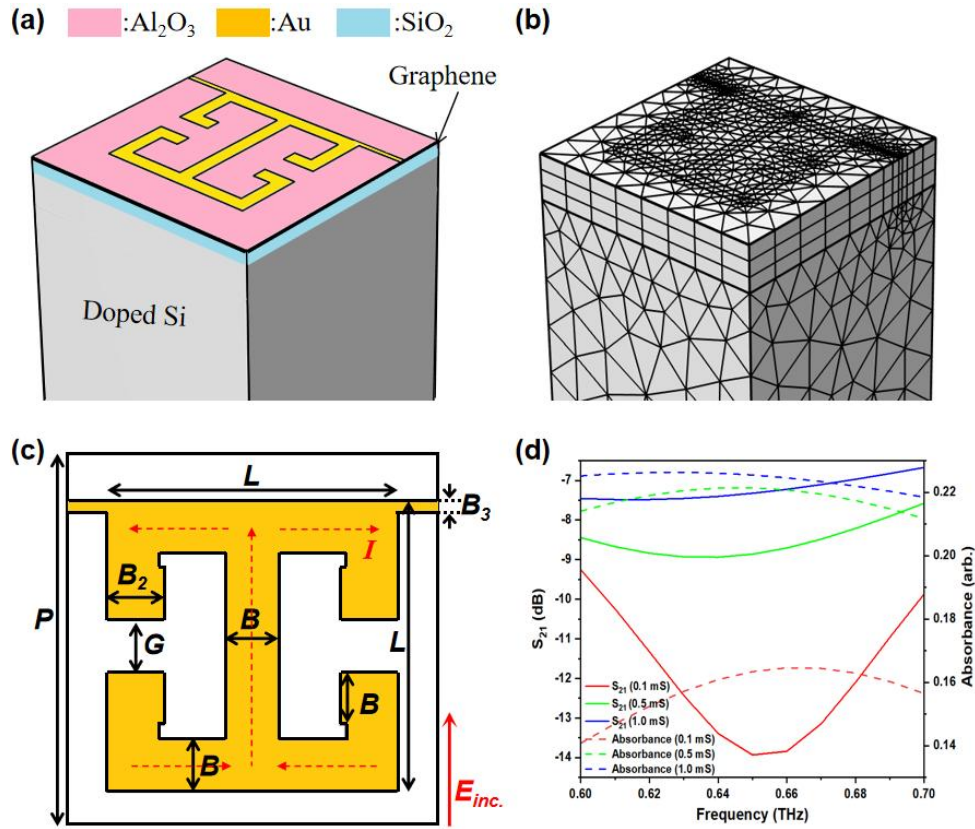 (a) :Al₂O₃ :Au :SiO₂
Graphene
Doped Si
(b)
(c)
L
B₃
I
B₂
P
G
B
L
B
B
E_inc.
(d)
-7
-8
-9
-10
-11
-12
-13
-14
S₂₁ (dB)
0.22
0.20
0.18
0.16
0.14
Absorbance (arb.)
S₂₁ (0.1 mS)
S₂₁ (0.5 mS)
S₂₁ (1.0 mS)
Absorbance (0.1 mS)
Absorbance (0.5 mS)
Absorbance (1.0 mS)
0.60 0.62 0.64 0.66 0.68 0.70
Frequency (THz)